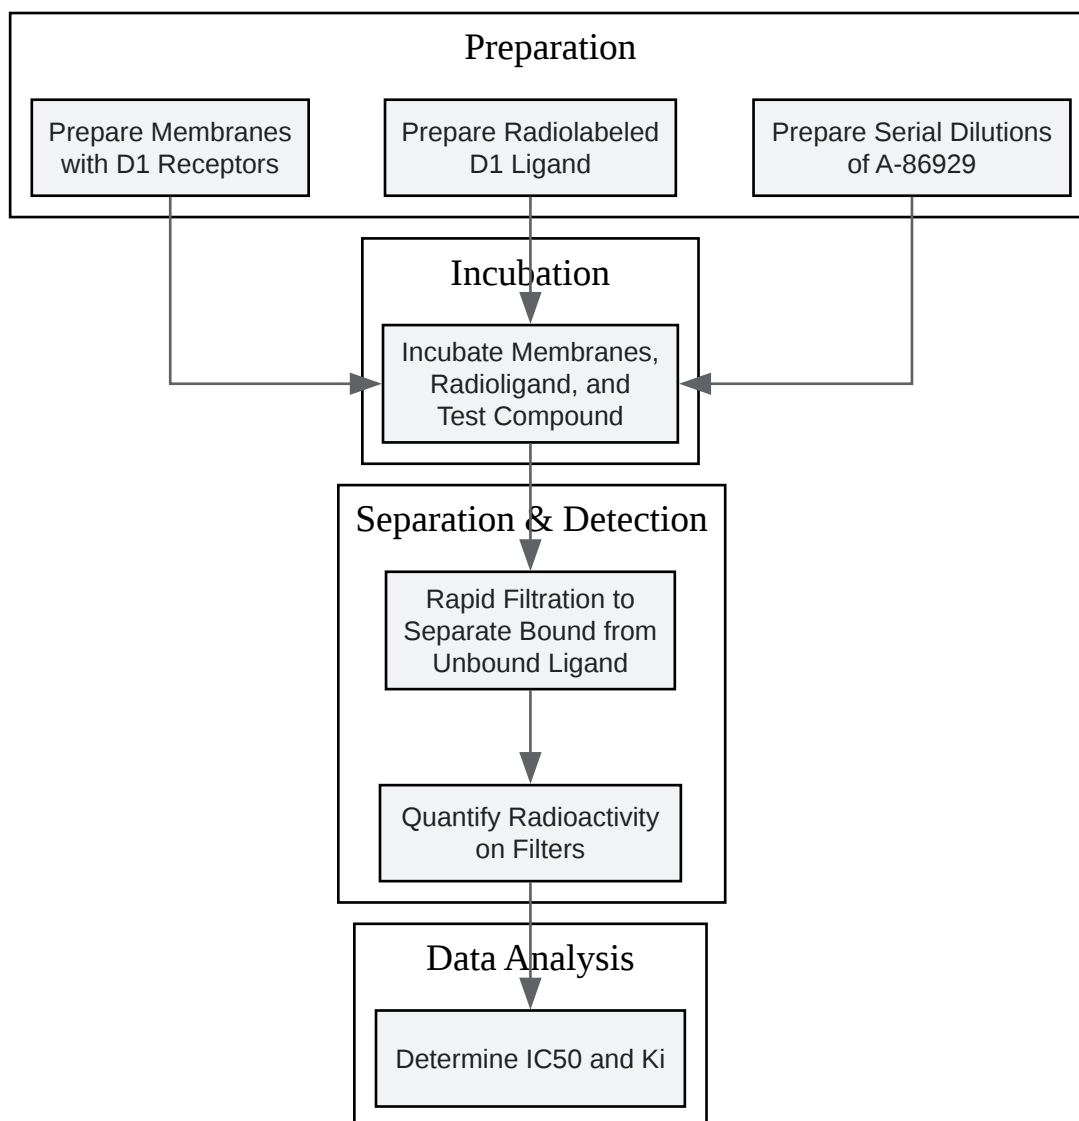 Preparation
Prepare Membranes
with D1 Receptors
Prepare Radiolabeled
D1 Ligand
Prepare Serial Dilutions
of A-86929
Incubation
Incubate Membranes,
Radioligand, and
Test Compound
Separation & Detection
Rapid Filtration to
Separate Bound from
Unbound Ligand
Quantify Radioactivity
on Filters
Data Analysis
Determine IC50 and Ki